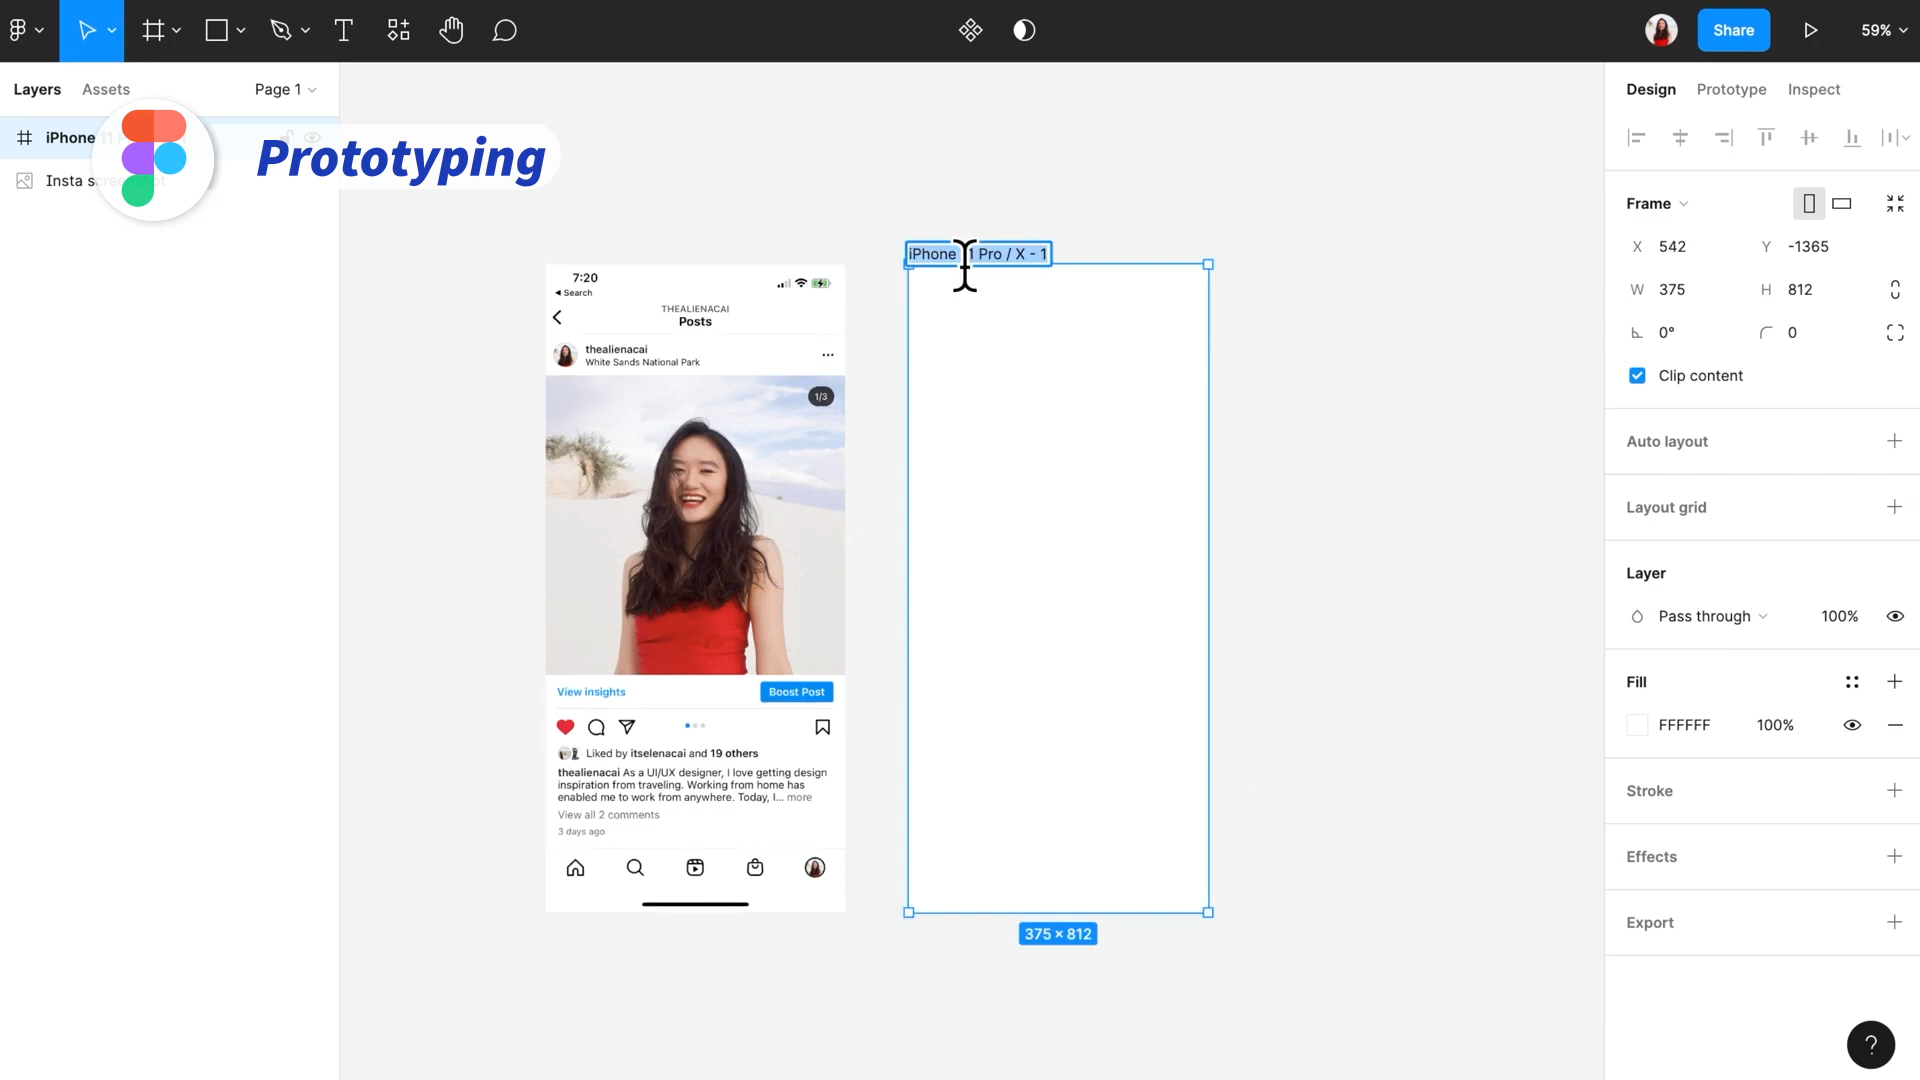 Share
59%
Layers Assets Page 1
iPhone 11 P
Insta sc
Prototyping
iPhone 1 Pro / X - 1
7:20
Search
THEALIENACAI
Posts
thealienacai
White Sands National Park
1/3
View insights
Boost Post
Liked by itselenacai and 19 others
thealienacai As a UI/UX designer, I love getting design
inspiration from traveling. Working from home has
enabled me to work from anywhere. Today, I... more
View all 2 comments
3 days ago
375 × 812
Design Prototype Inspect
Frame
X 542 Y -1365
W 375 H 812
0° 0
Clip content
Auto layout
Layout grid
Layer
Pass through 100%
Fill
FFFFFF 100%
Stroke
Effects
Export
?